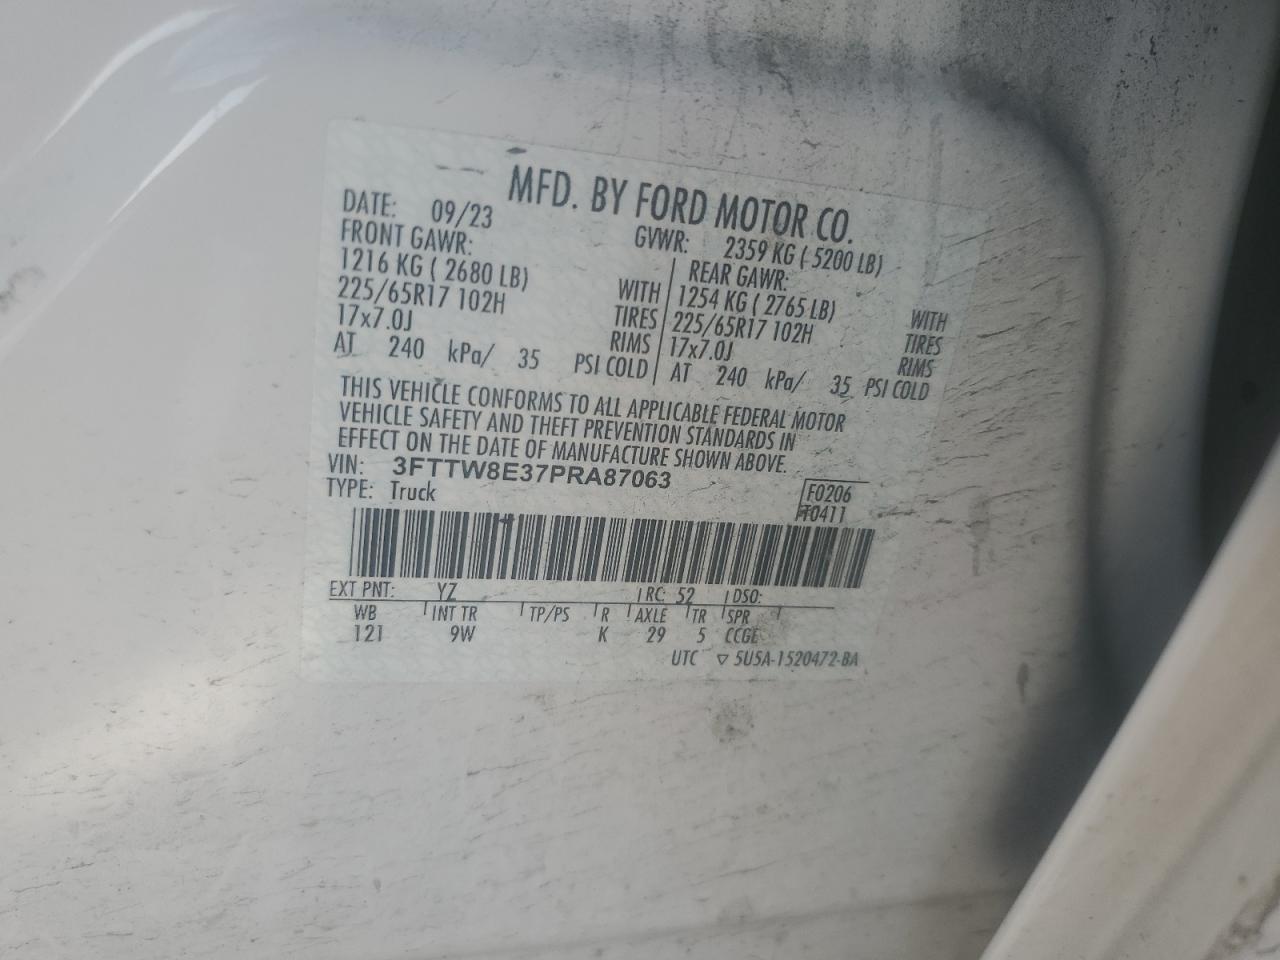 MFD. BY FORD MOTOR CO.
DATE: 09/23 GVWR: 2359 KG ( 5200 LB)
FRONT GAWR: REAR GAWR:
1216 KG ( 2680 LB) WITH 1254 KG ( 2765 LB) WITH
225/65R17 102H TIRES 225/65R17 102H TIRES
17x7.0J RIMS 17x7.0J RIMS
AT 240 kPa/ 35 PSI COLD AT 240 kPa/ 35 PSI COLD
THIS VEHICLE CONFORMS TO ALL APPLICABLE FEDERAL MOTOR
VEHICLE SAFETY AND THEFT PREVENTION STANDARDS IN
EFFECT ON THE DATE OF MANUFACTURE SHOWN ABOVE.
VIN: 3FTTW8E37PRA87063
TYPE: Truck F0206
T0411
EXT PNT: YZ RC: 52 DSO:
WB INT TR TP/PS R AXLE TR SPR
121 9W K 29 5 CCGE
UTC ▽ 5U5A-1520472-BA